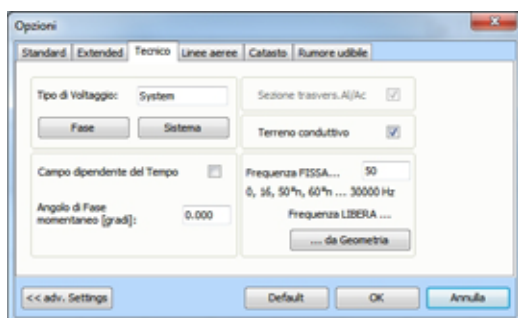 Opzioni
Standard Extended Tecnico Linee aeree Catasto Rumore udibile
Tipo di Voltaggio: System
Fase Sistema
Sezione trasvers.Al/Ac
Terreno conduttivo
Campo dipendente del Tempo
Angolo di Fase
momentaneo [gradi]: 0.000
Frequenza FISSA... 50
0, 16, 50*n, 60*n ... 30000 Hz
Frequenza LIBERA ...
... da Geometria
<< adv. Settings Default OK Annulla